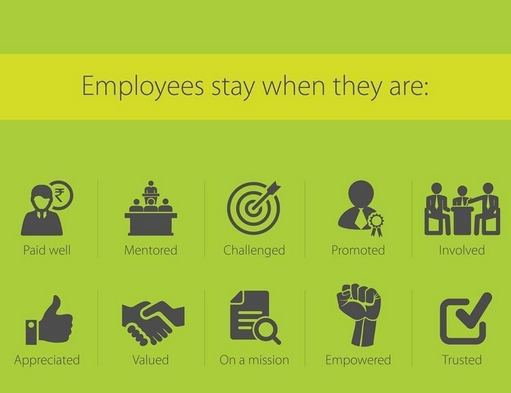 Employees stay when they are:
₹
Paid well
Mentored
Challenged
Promoted
Involved
Appreciated
Valued
On a mission
Empowered
Trusted